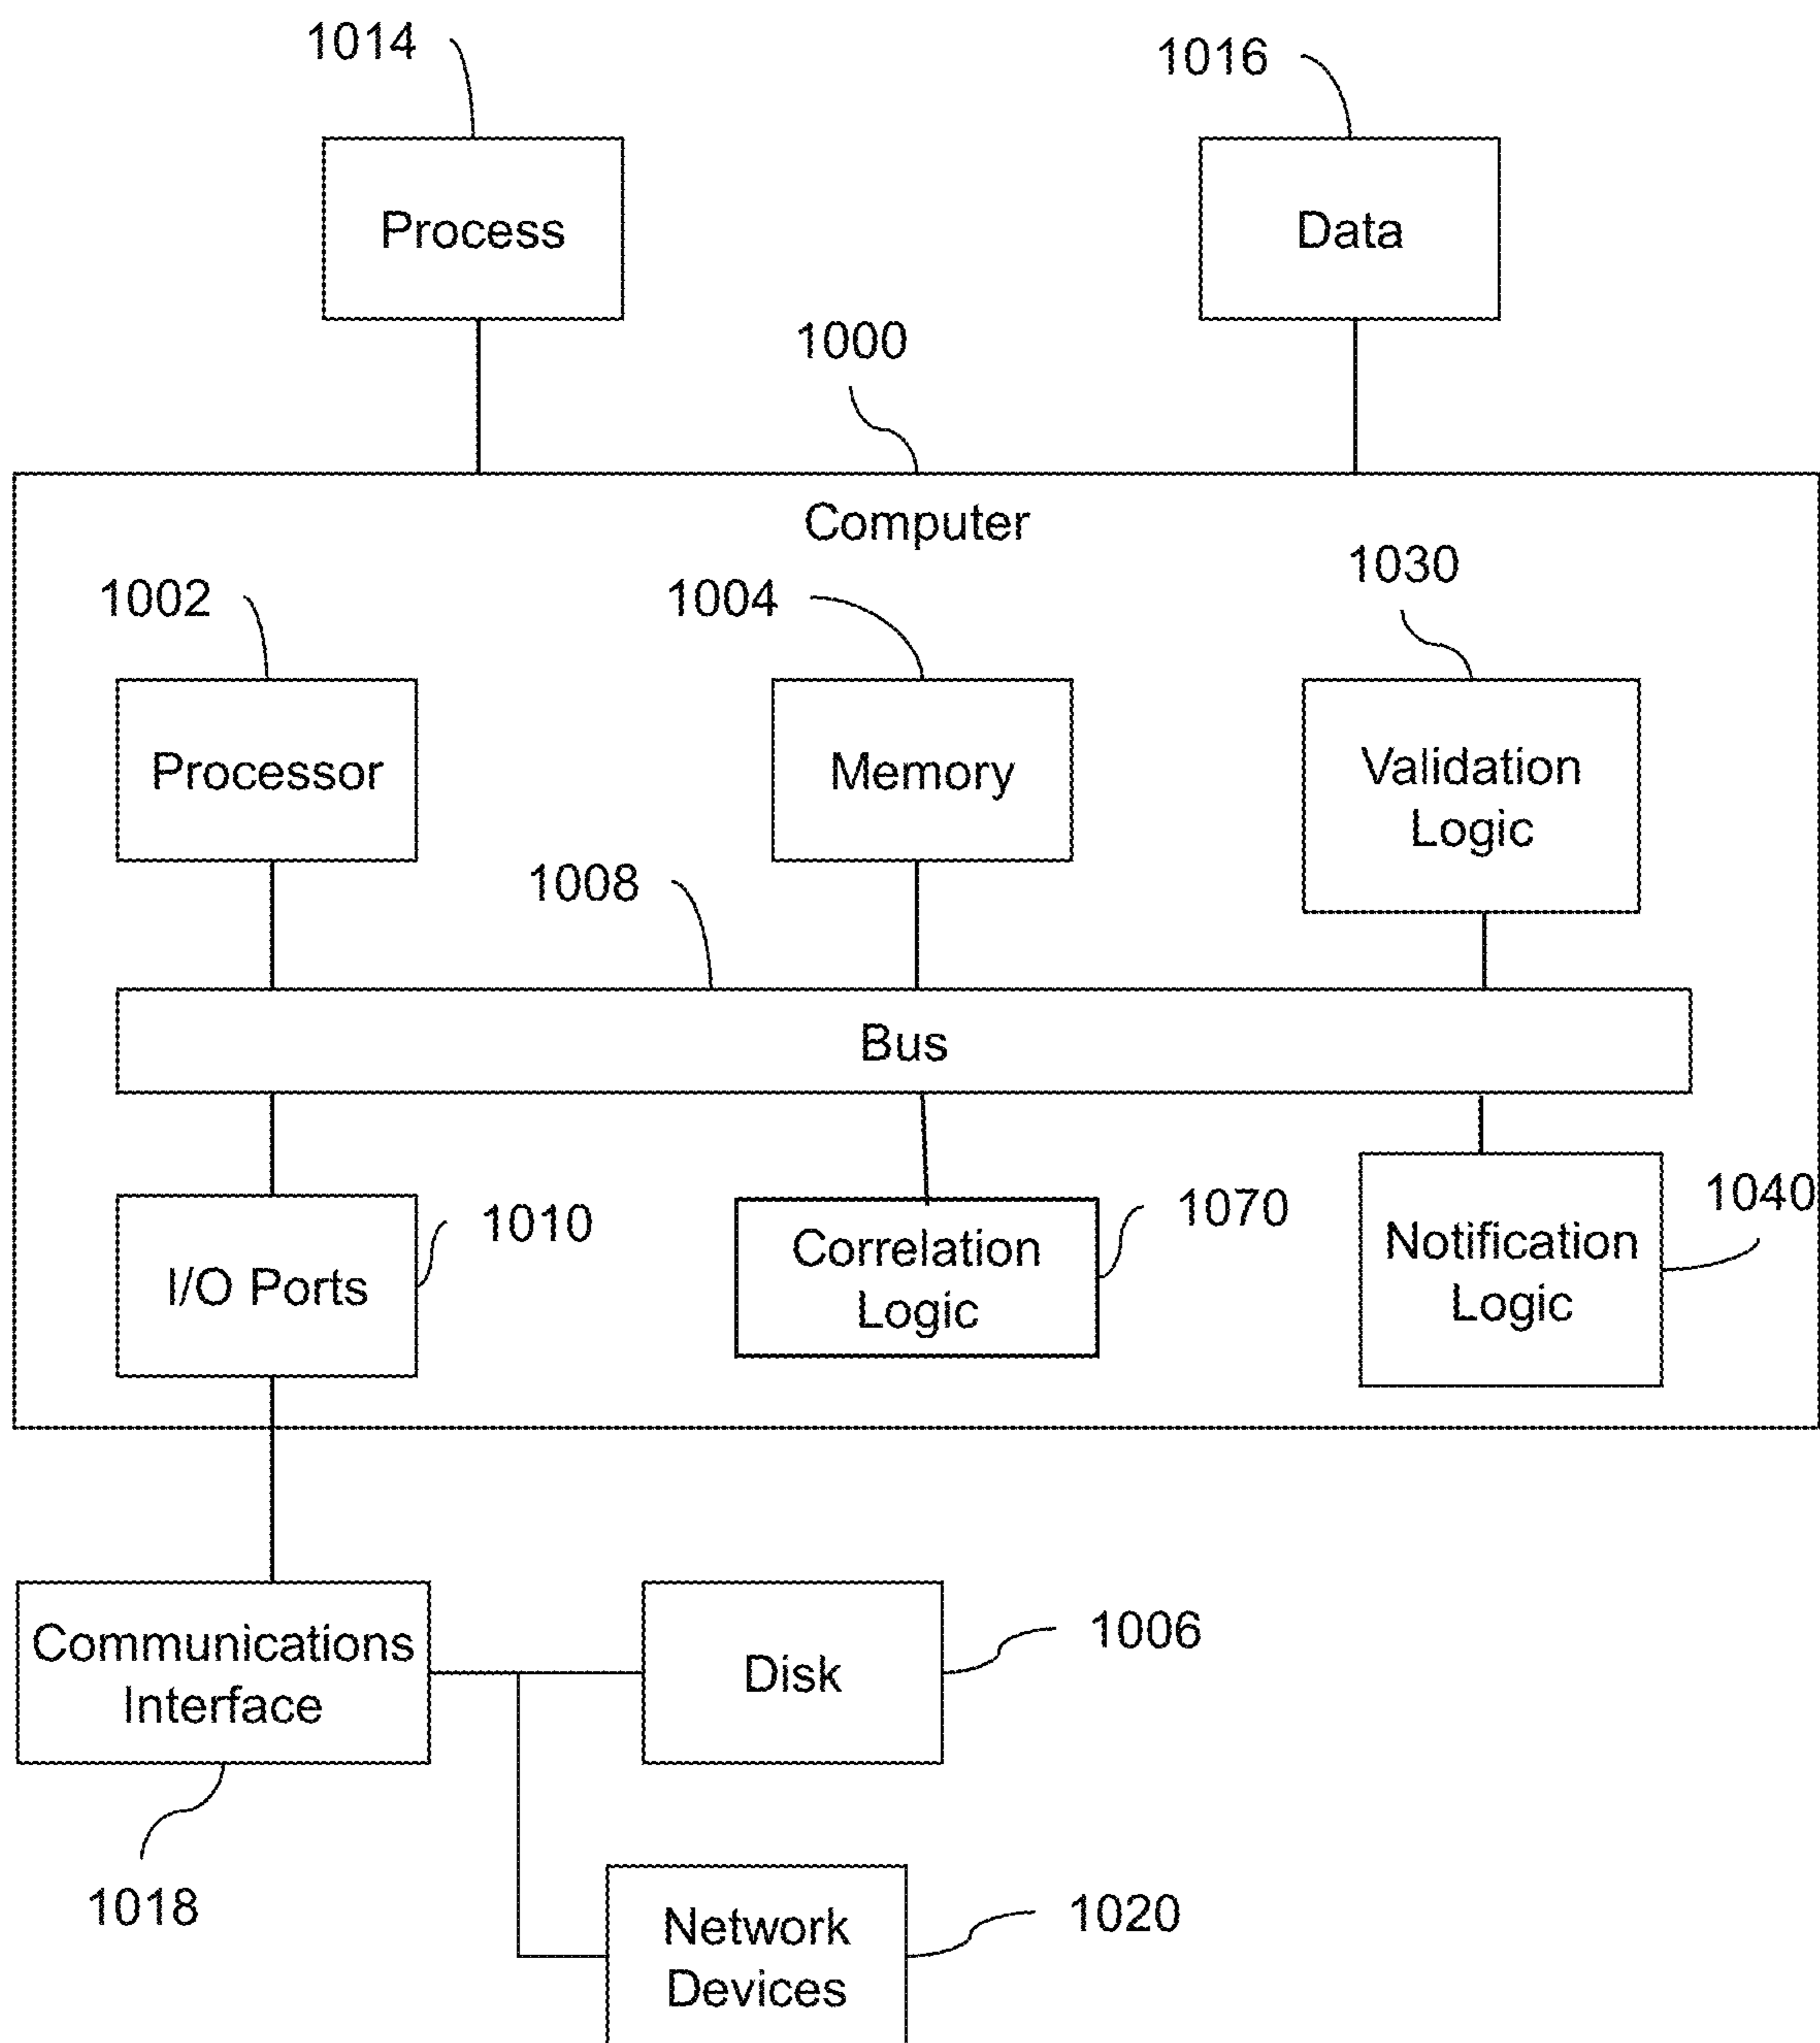 1014
1016
Process
Data
1000
Computer
1002
1004
1030
Processor
Memory
Validation
Logic
1008
Bus
I/O Ports
1010
Correlation
Logic
1070
Notification
Logic
1040
Communications
Interface
Disk
1006
1018
Network
Devices
1020